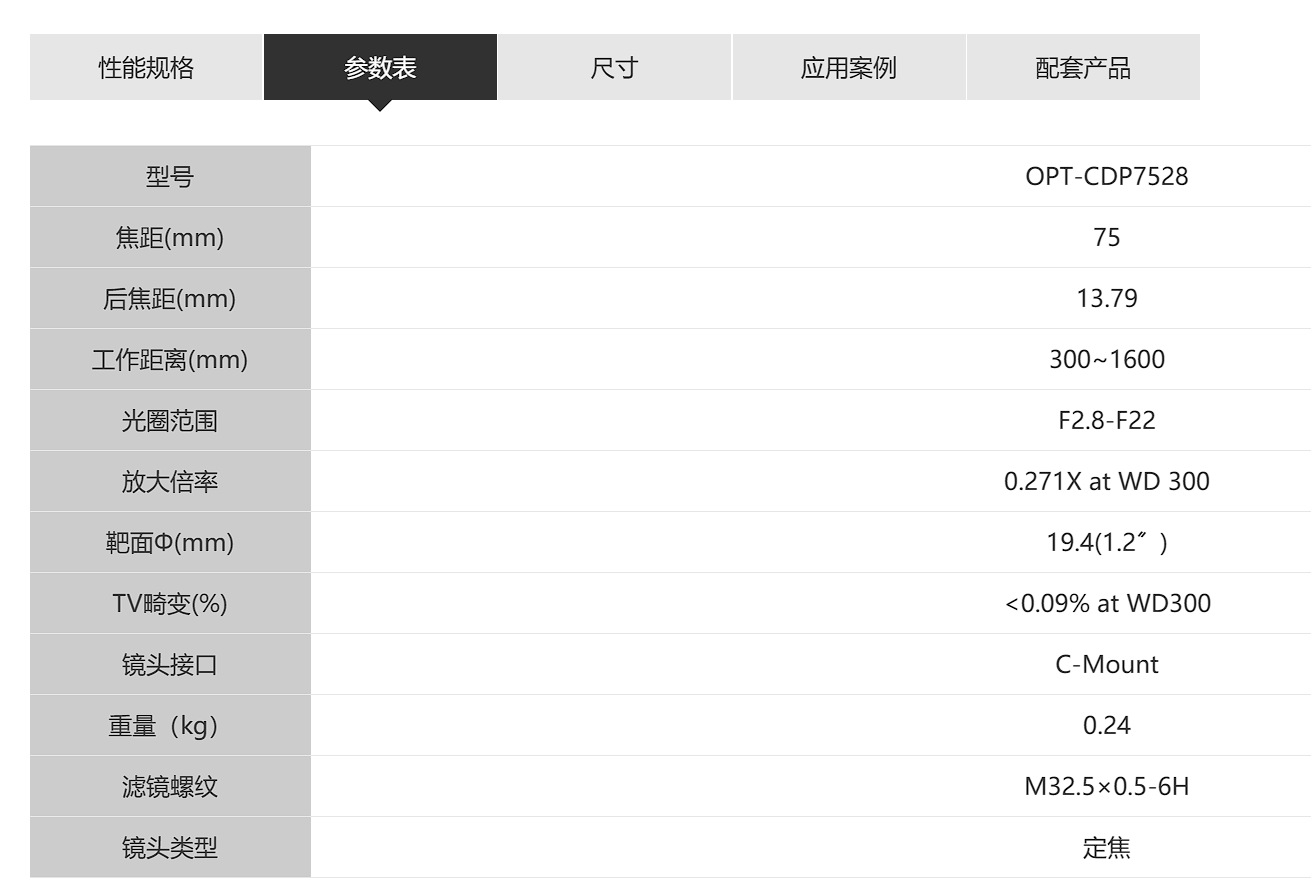 性能规格 参数表 尺寸 应用案例 配套产品
型号 OPT-CDP7528
焦距(mm) 75
后焦距(mm) 13.79
工作距离(mm) 300~1600
光圈范围 F2.8-F22
放大倍率 0.271X at WD 300
靶面Φ(mm) 19.4(1.2″)
TV畸变(%) <0.09% at WD300
镜头接口 C-Mount
重量（kg） 0.24
滤镜螺纹 M32.5×0.5-6H
镜头类型 定焦